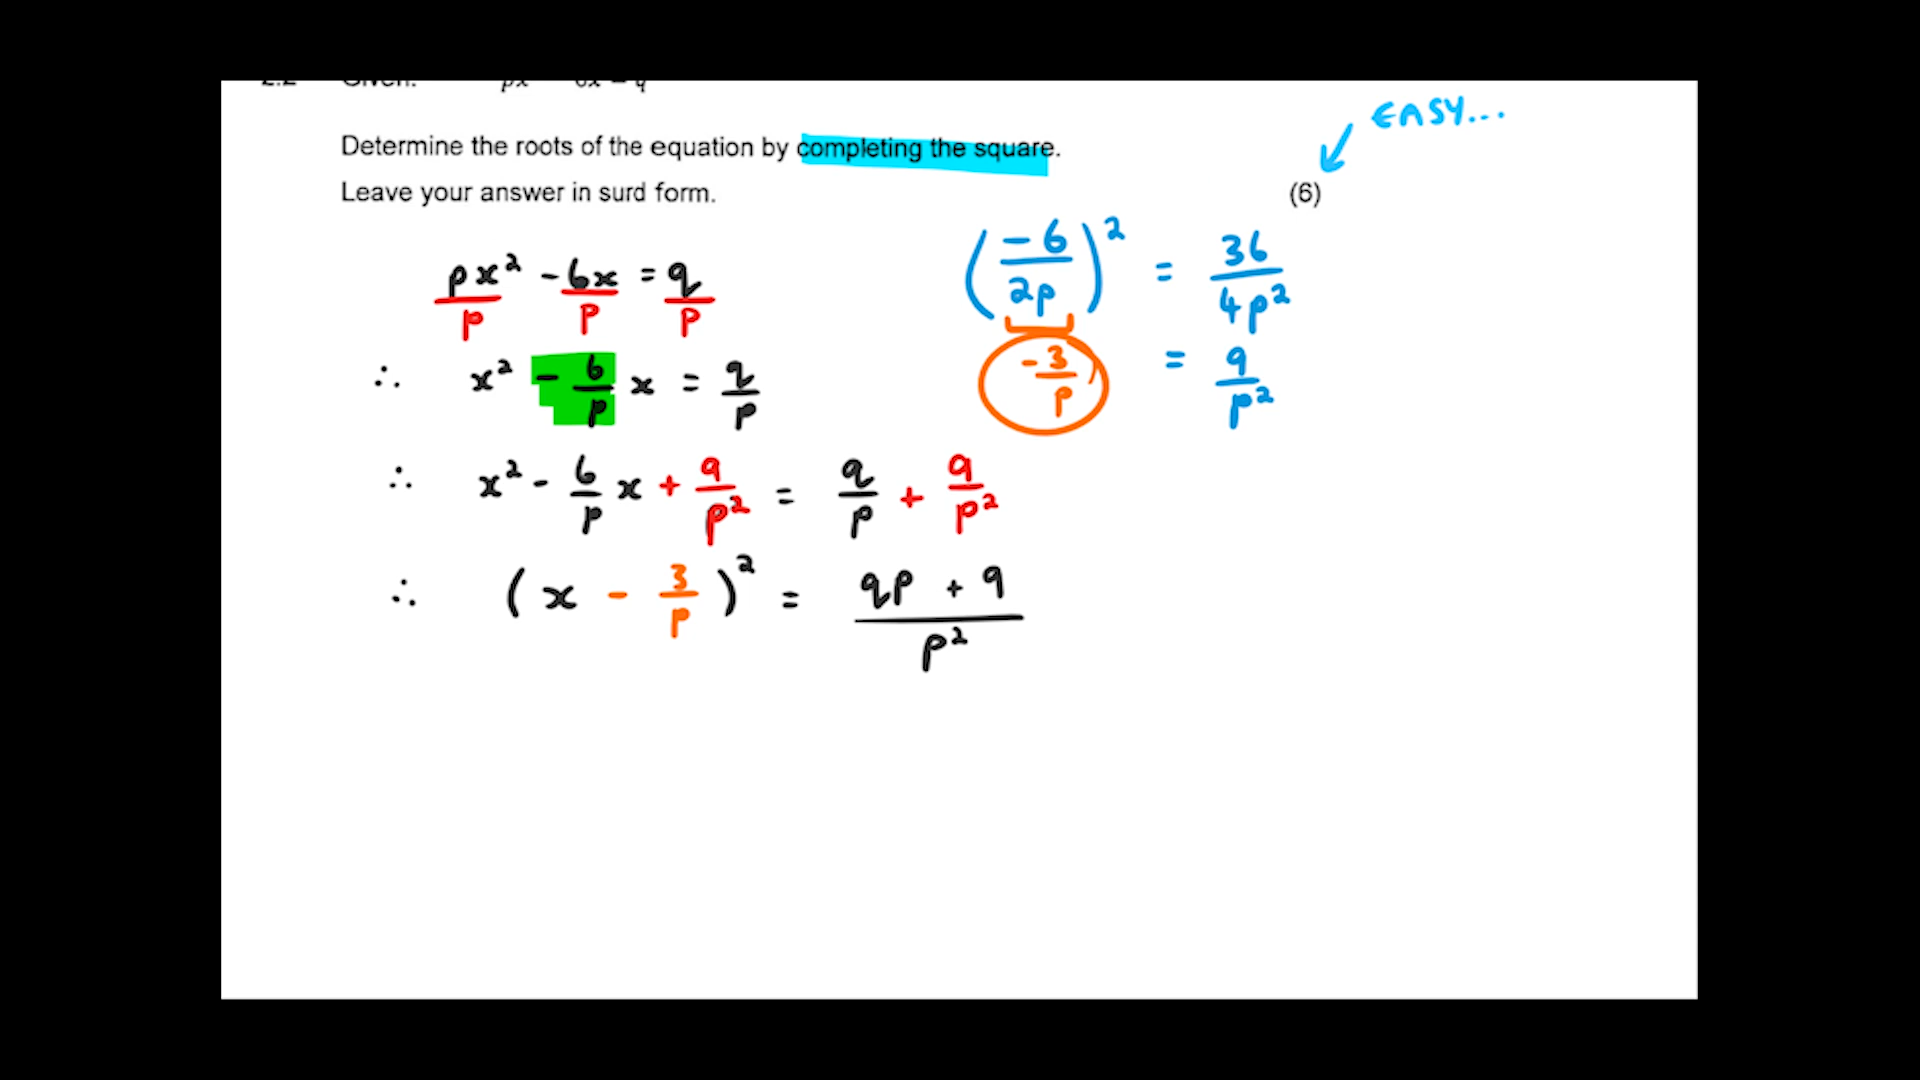 EASY...
Determine the roots of the equation by completing the square.
Leave your answer in surd form.
(6)
px² - 6x = q
p p p
∴ x² - 6/p x = q/p
∴ x² - 6/p x + 9/p² = q/p + 9/p²
∴ (x - 3/p)² = qp + 9 / p²
(-6/2p)² = 36/4p²
-3/p
= 9/p²